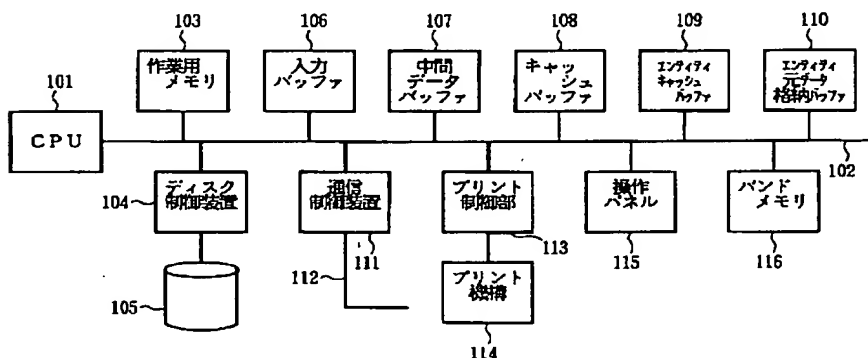 103
106
107
108
109
110
101
作業用
メモリ
入力
バッファ
中間
データ
バッファ
キャッ
シュ
バッファ
エンティティ
キャッシュ
バッファ
エンティティ
元データ
格納バッファ
CPU
102
104
ディスク
制御装置
通信
制御装置
プリント
制御部
操作
パネル
バンド
メモリ
111
113
115
116
112
105
プリント
機構
114